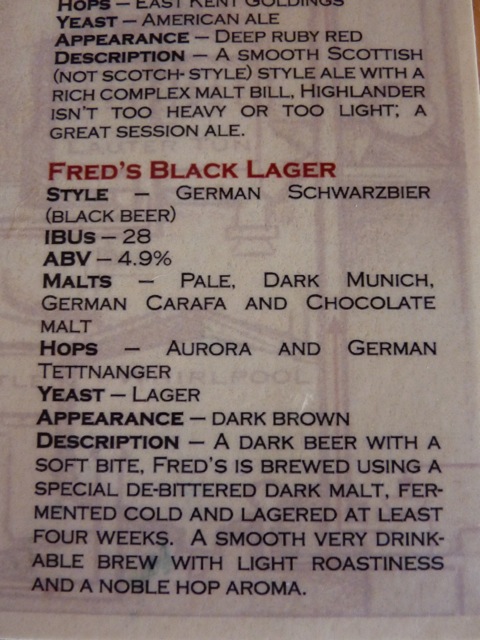 HOPS – EAST KENT GOLDINGS
YEAST – AMERICAN ALE
APPEARANCE – DEEP RUBY RED
DESCRIPTION – A SMOOTH SCOTTISH
(NOT SCOTCH-STYLE) STYLE ALE WITH A
RICH COMPLEX MALT BILL, HIGHLANDER
ISN'T TOO HEAVY OR TOO LIGHT; A
GREAT SESSION ALE.
LAUTER TUN
FRED'S BLACK LAGER
STYLE – GERMAN SCHWARZBIER
(BLACK BEER)
IBUS – 28
ABV – 4.9%
MALTS – PALE, DARK MUNICH,
GERMAN CARAFA AND CHOCOLATE
MALT
HOPS – AURORA AND GERMAN
TETTNANGER
WHIRLPOOL
YEAST – LAGER
APPEARANCE – DARK BROWN
DESCRIPTION – A DARK BEER WITH A
SOFT BITE, FRED'S IS BREWED USING A
SPECIAL DE-BITTERED DARK MALT, FER-
MENTED COLD AND LAGERED AT LEAST
FOUR WEEKS. A SMOOTH VERY DRINK-
ABLE BREW WITH LIGHT ROASTINESS
AND A NOBLE HOP AROMA.